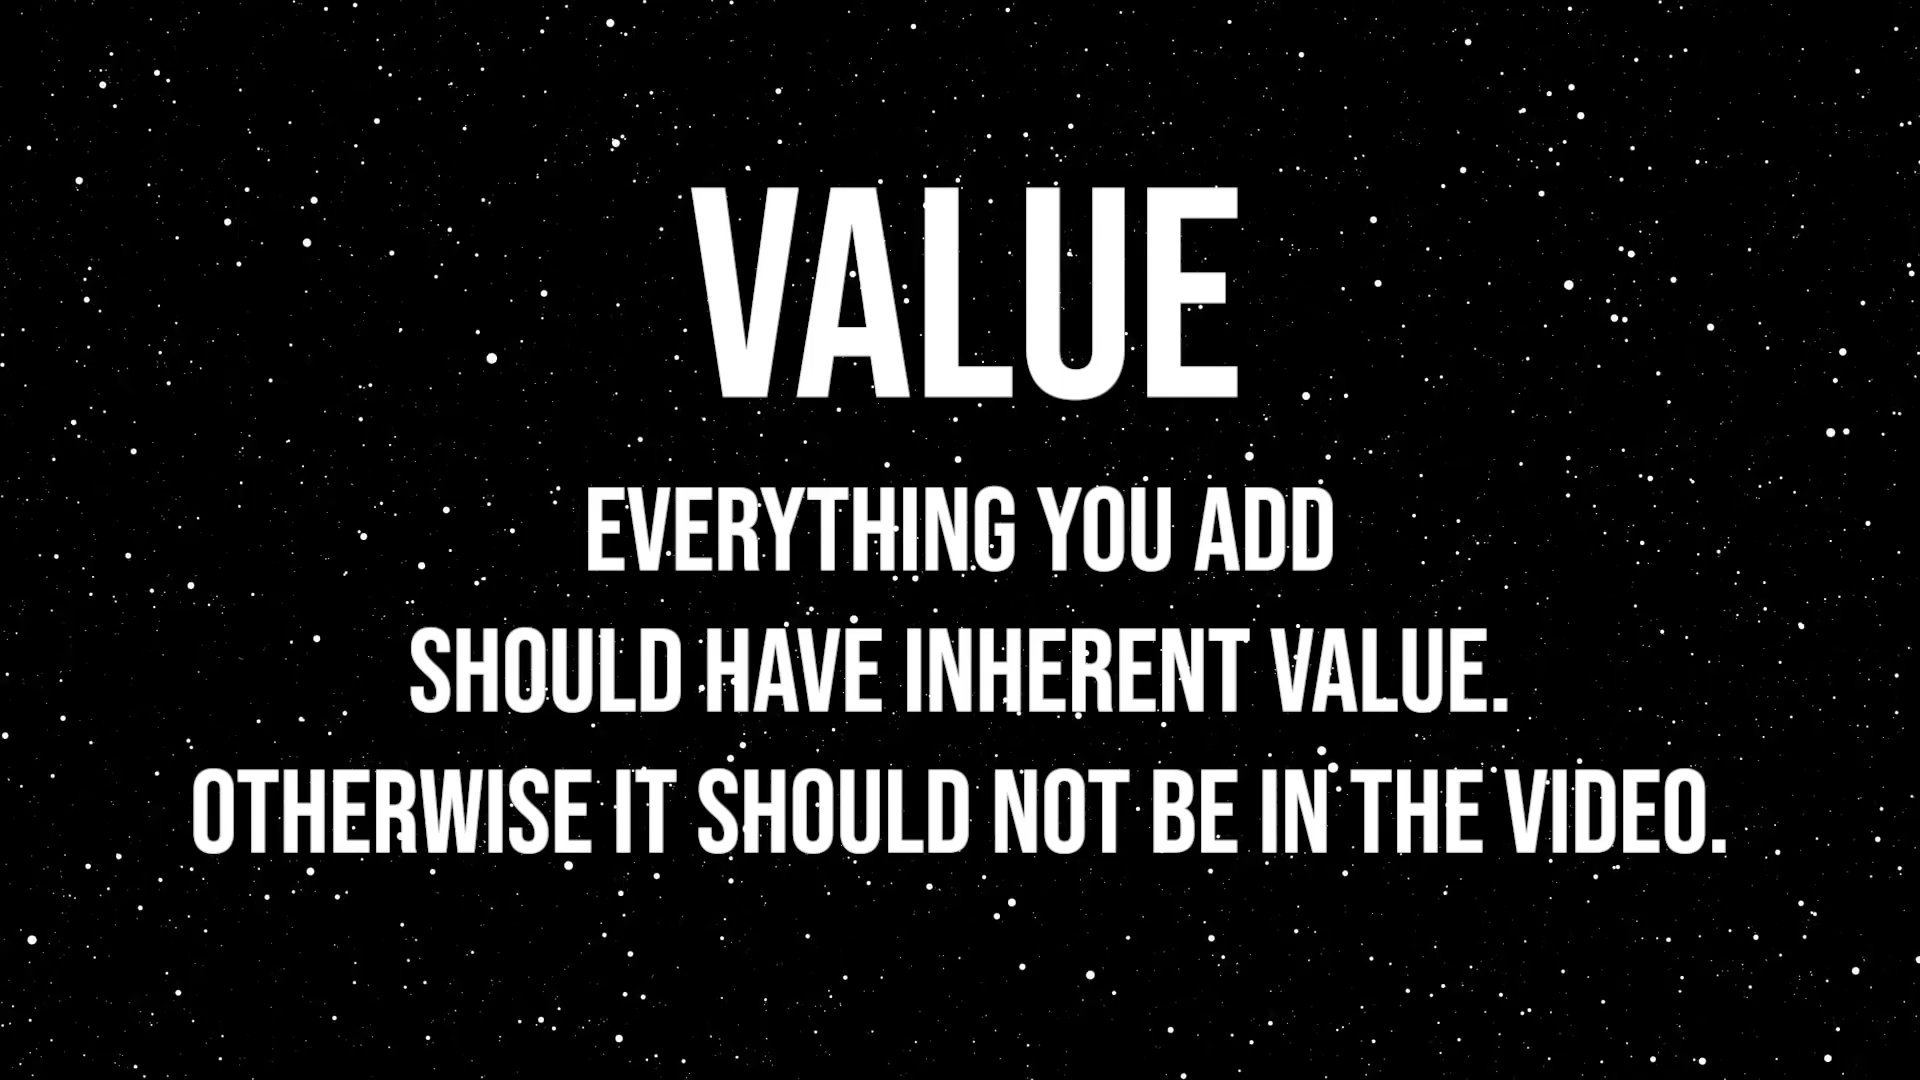 VALUE
EVERYTHING YOU ADD
SHOULD HAVE INHERENT VALUE.
OTHERWISE IT SHOULD NOT BE IN THE VIDEO.